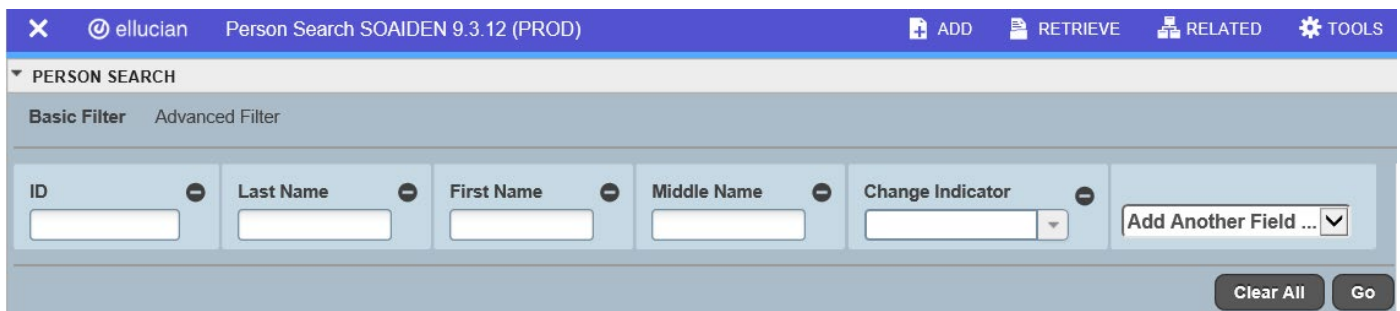 ellucian Person Search SOAIDEN 9.3.12 (PROD) ADD RETRIEVE RELATED TOOLS
PERSON SEARCH
Basic Filter Advanced Filter
ID Last Name First Name Middle Name Change Indicator
Add Another Field ...
Clear All Go